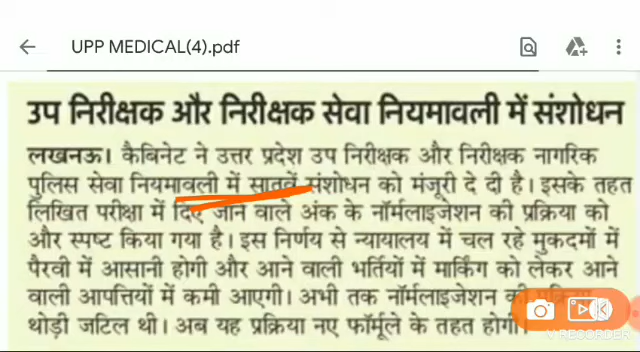 UPP MEDICAL(4).pdf
उप निरीक्षक और निरीक्षक सेवा नियमावली में संशोधन
लखनऊ। कैबिनेट ने उत्तर प्रदेश उप निरीक्षक और निरीक्षक नागरिक
पुलिस सेवा नियमावली में सातवें संशोधन को मंजूरी दे दी है। इसके तहत
लिखित परीक्षा में दिए जाने वाले अंक के नॉर्मलाइजेशन की प्रक्रिया को
और स्पष्ट किया गया है। इस निर्णय से न्यायालय में चल रहे मुकदमों में
पैरवी में आसानी होगी और आने वाली भर्तियों में मार्किंग को लेकर आने
वाली आपत्तियों में कमी आएगी। अभी तक नॉर्मलाइजेशन की प्रक्रिया
थोड़ी जटिल थी। अब यह प्रक्रिया नए फॉर्मूले के तहत होगी।
V RECORDER